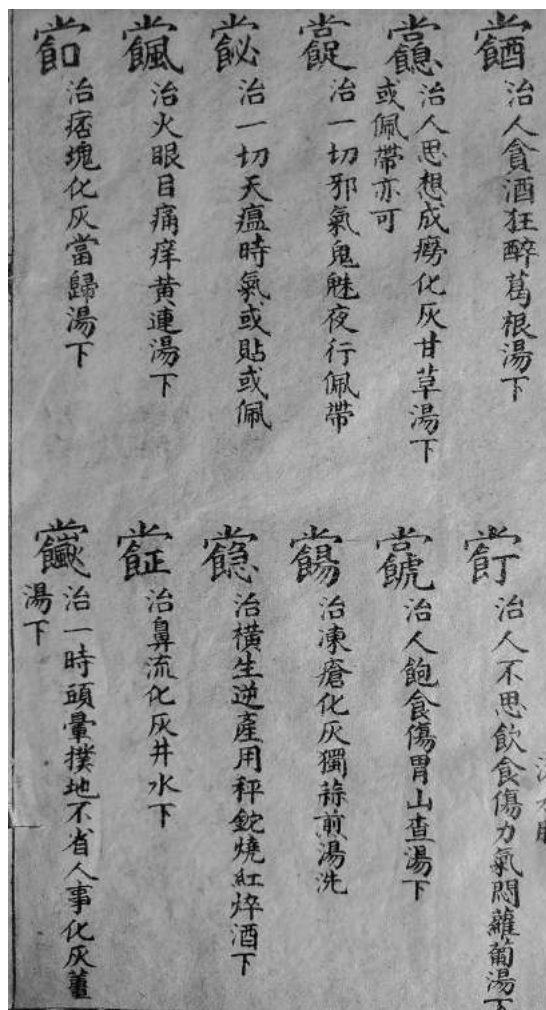 治人貪酒狂醉葛根湯下
治人思想成癆化灰甘草湯下
或佩帶亦可
治一切邪氣鬼魅夜行佩帶
治一切天瘟時氣或貼或佩
治火眼目痛痒黄連湯下
治痞塊化灰當歸湯下
治人不思飲食傷力氣悶蘿蔔湯下
治人飽食傷胃山查湯下
治凍瘡化灰獨蒜煎湯洗
治橫生逆產用秤鉈燒紅焠酒下
治鼻流化灰井水下
治一時頭暈撲地不省人事化灰薑
湯下